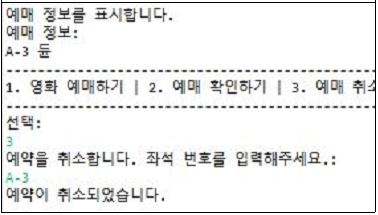 예매 정보를 표시합니다.
예매 정보:
A-3 듄
--------------------------------------------------
1. 영화 예매하기 | 2. 예매 확인하기 | 3. 예매 취소
--------------------------------------------------
선택:
3
예약을 취소합니다. 좌석 번호를 입력해주세요.:
A-3
예약이 취소되었습니다.